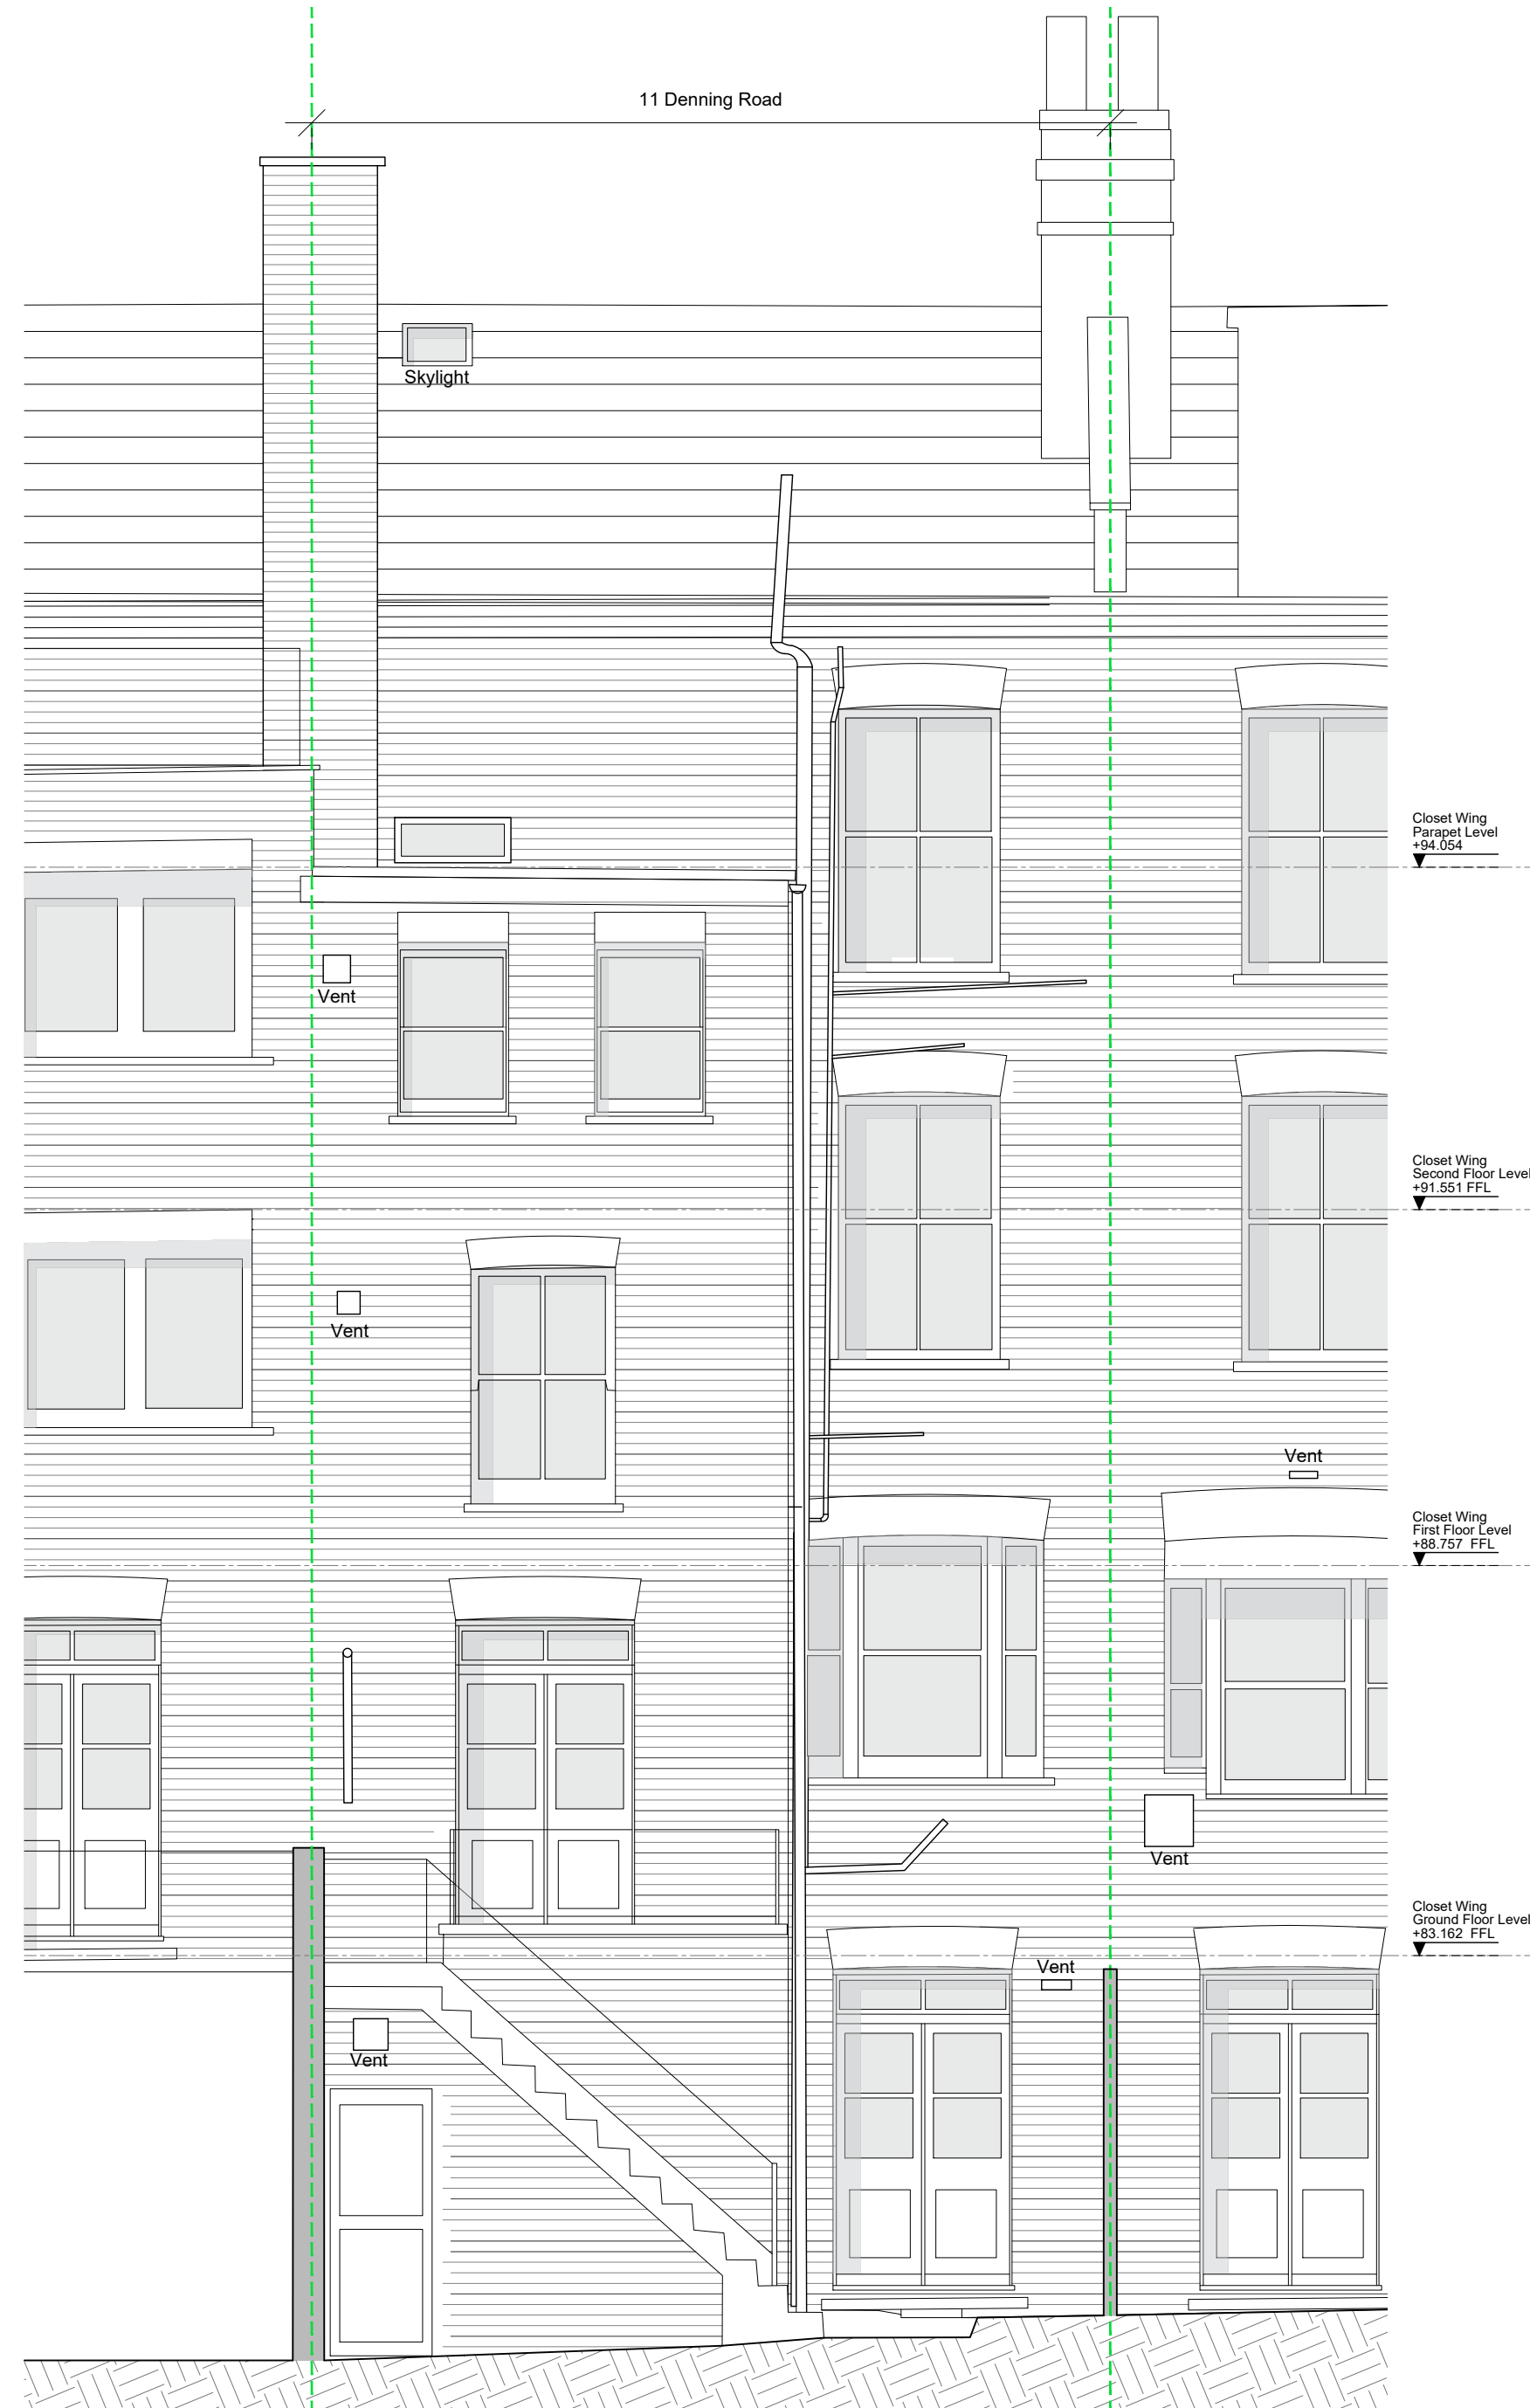 11 Denning Road
Skylight
Closet Wing
Parapet Level
+94.054
Vent
Closet Wing
Second Floor Level
+91.551 FFL
Vent
Vent
Closet Wing
First Floor Level
+88.757 FFL
Vent
Closet Wing
Ground Floor Level
+83.162 FFL
Vent
Vent